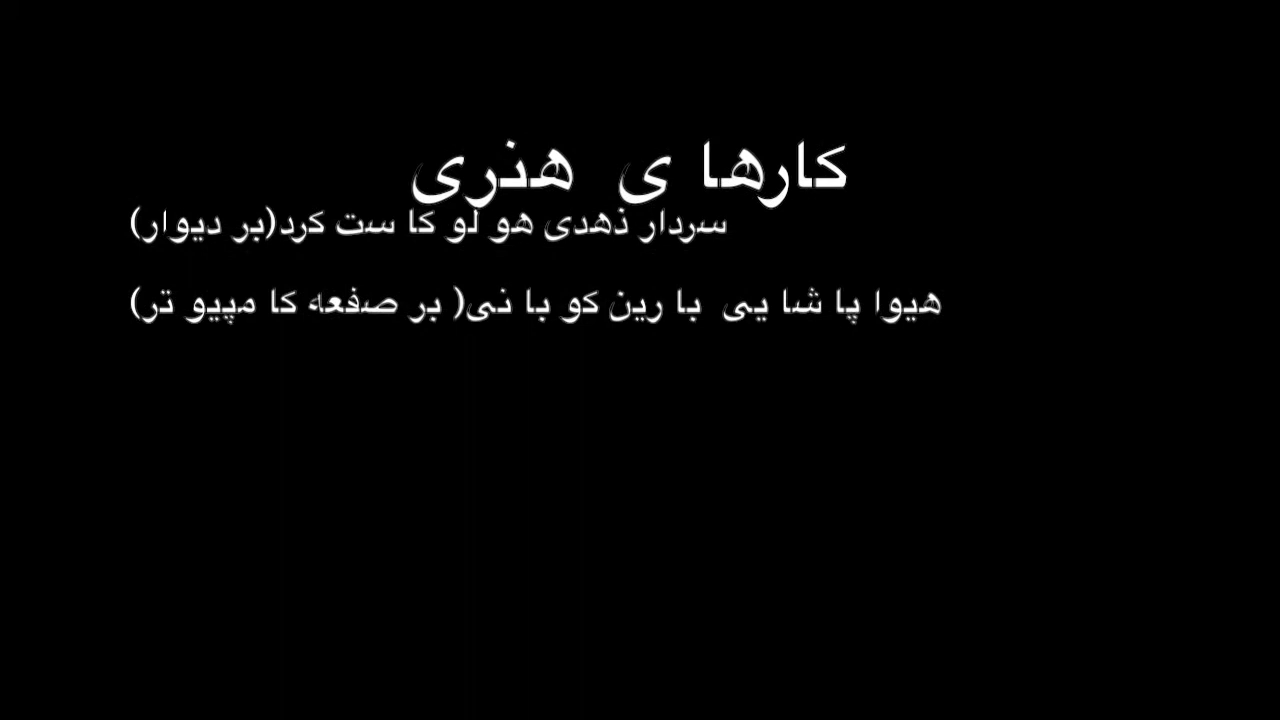 کارها ی هنری
سردار ذهدی هو لو کا ست کرد(بر دیوار)
هیوا پا شا یی با رین کو با نی( بر صفعه کا مپیو تر)